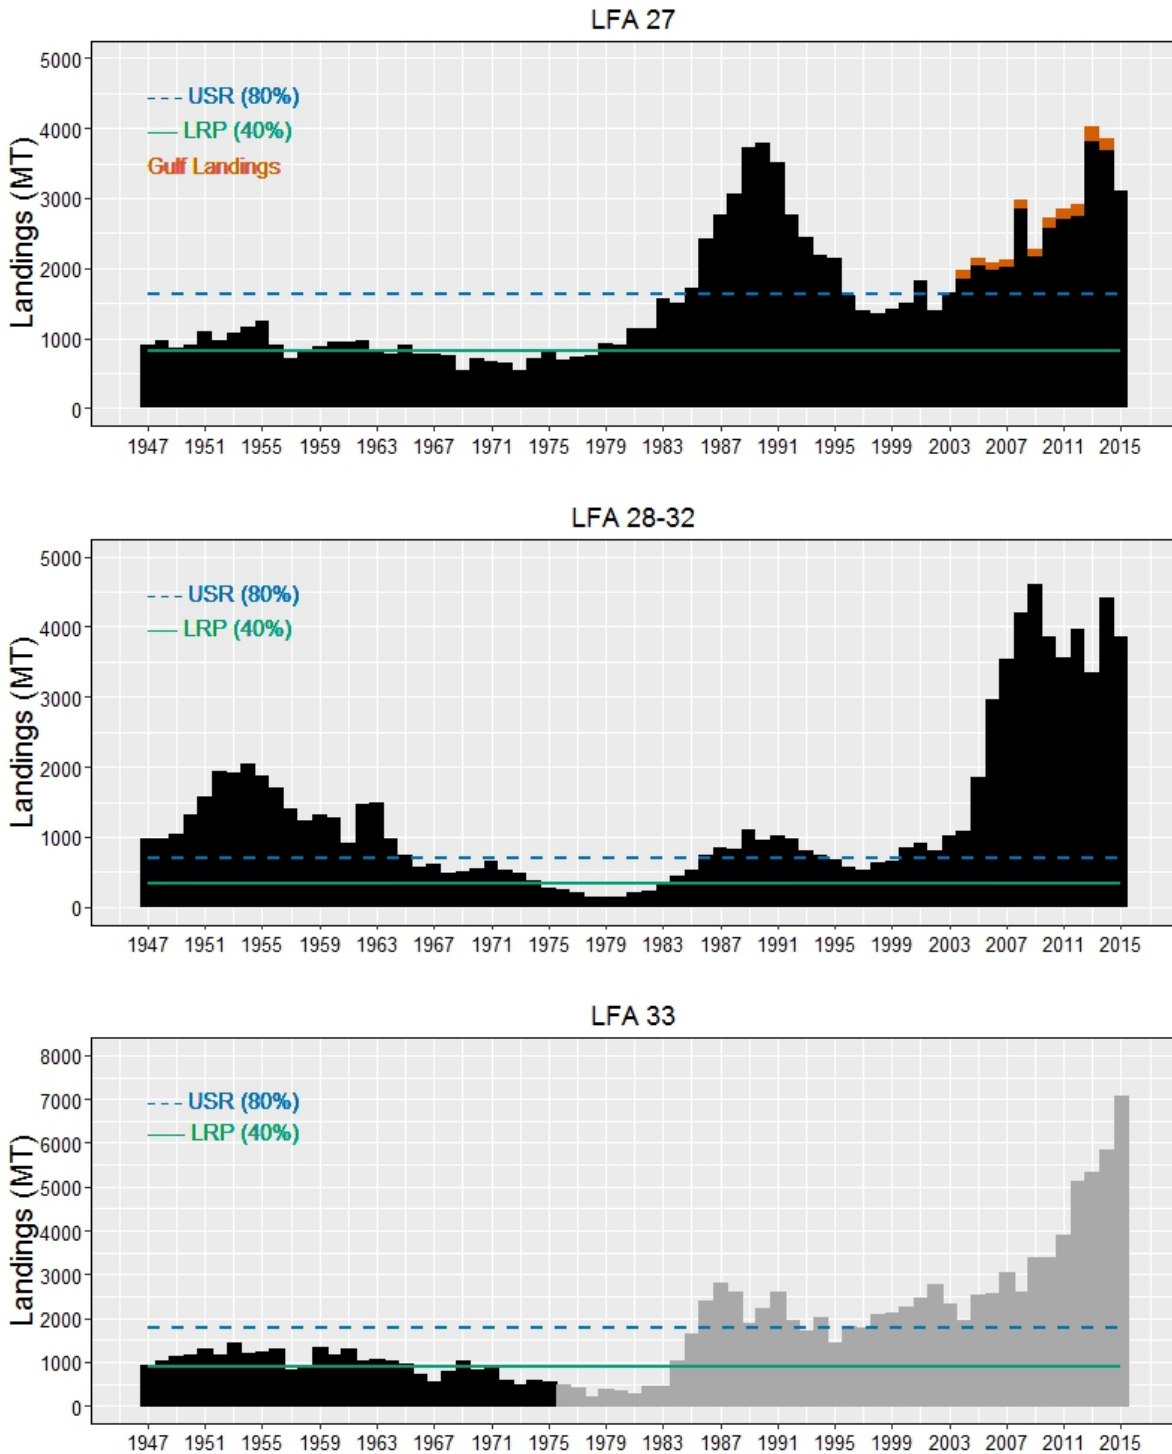 LFA 27
Landings (MT)
5000
4000
3000
2000
1000
0
USR (80%)
LRP (40%)
Gulf Landings
1947 1951 1955 1959 1963 1967 1971 1975 1979 1983 1987 1991 1995 1999 2003 2007 2011 2015
LFA 28-32
Landings (MT)
5000
4000
3000
2000
1000
0
USR (80%)
LRP (40%)
1947 1951 1955 1959 1963 1967 1971 1975 1979 1983 1987 1991 1995 1999 2003 2007 2011 2015
LFA 33
Landings (MT)
8000
7000
6000
5000
4000
3000
2000
1000
0
USR (80%)
LRP (40%)
1947 1951 1955 1959 1963 1967 1971 1975 1979 1983 1987 1991 1995 1999 2003 2007 2011 2015